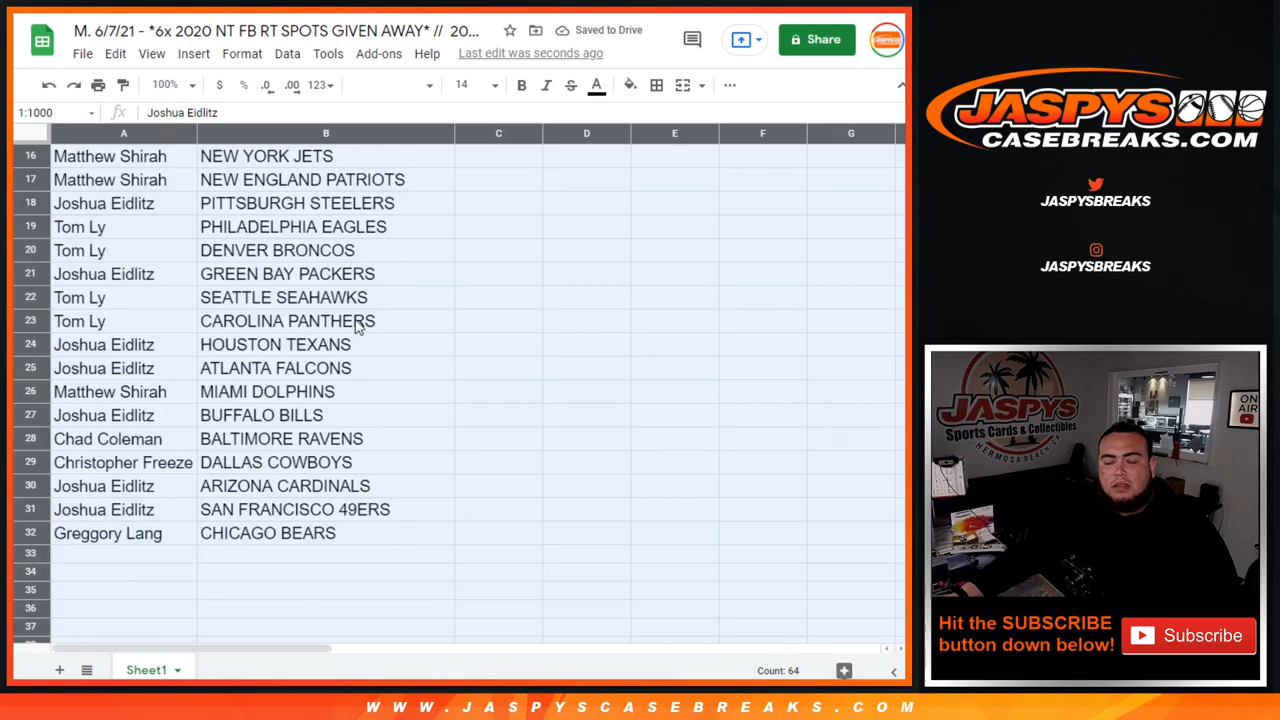 M. 6/7/21 - *6x 2020 NT FB RT SPOTS GIVEN AWAY* // 20...
Saved to Drive
Share
File Edit View Insert Format Data Tools Add-ons Help Last edit was seconds ago
100% $ % .0 .00 123 14 B I S A
1:1000 fx Joshua Eidlitz
A B C D E F G
16 Matthew Shirah NEW YORK JETS
17 Matthew Shirah NEW ENGLAND PATRIOTS
18 Joshua Eidlitz PITTSBURGH STEELERS
19 Tom Ly PHILADELPHIA EAGLES
20 Tom Ly DENVER BRONCOS
21 Joshua Eidlitz GREEN BAY PACKERS
22 Tom Ly SEATTLE SEAHAWKS
23 Tom Ly CAROLINA PANTHERS
24 Joshua Eidlitz HOUSTON TEXANS
25 Joshua Eidlitz ATLANTA FALCONS
26 Matthew Shirah MIAMI DOLPHINS
27 Joshua Eidlitz BUFFALO BILLS
28 Chad Coleman BALTIMORE RAVENS
29 Christopher Freeze DALLAS COWBOYS
30 Joshua Eidlitz ARIZONA CARDINALS
31 Joshua Eidlitz SAN FRANCISCO 49ERS
32 Greggory Lang CHICAGO BEARS
33
34
35
36
37
Sheet1
Count: 64
JASPYS
CASEBREAKS.COM
JASPYSBREAKS
JASPYSBREAKS
JASPYS
Sports Cards & Collectibles
HERMOSA BEACH, CA
ON
AIR
Hit the SUBSCRIBE
button down below!
Subscribe
WWW.JASPYSCASEBREAKS.COM